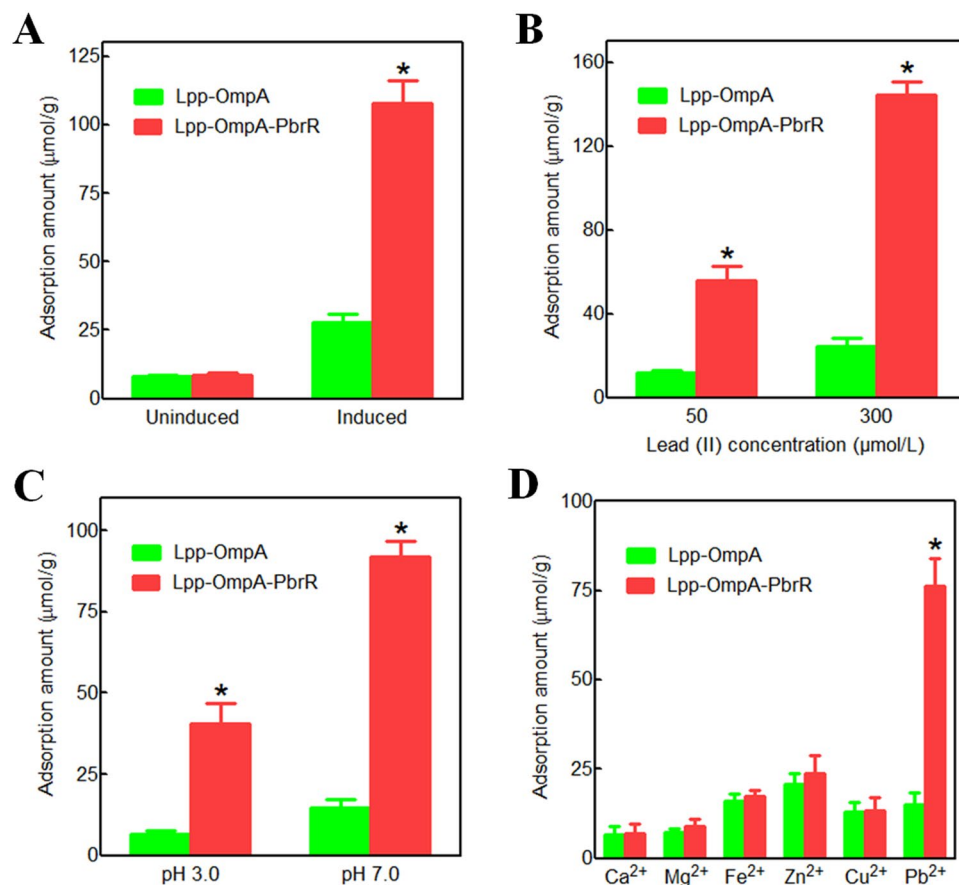 A
Adsorption amount (μmol/g)
125
100
75
50
25
0
Lpp-OmpA
Lpp-OmpA-PbrR
*
Uninduced Induced
B
Adsorption amount (μmol/g)
160
120
80
40
0
Lpp-OmpA
Lpp-OmpA-PbrR
*
*
50 300
Lead (II) concentration (μmol/L)
C
Adsorption amount (μmol/g)
100
75
50
25
0
Lpp-OmpA
Lpp-OmpA-PbrR
*
*
pH 3.0 pH 7.0
D
Adsorption amount (μmol/g)
100
75
50
25
0
Lpp-OmpA
Lpp-OmpA-PbrR
*
Ca²⁺ Mg²⁺ Fe²⁺ Zn²⁺ Cu²⁺ Pb²⁺